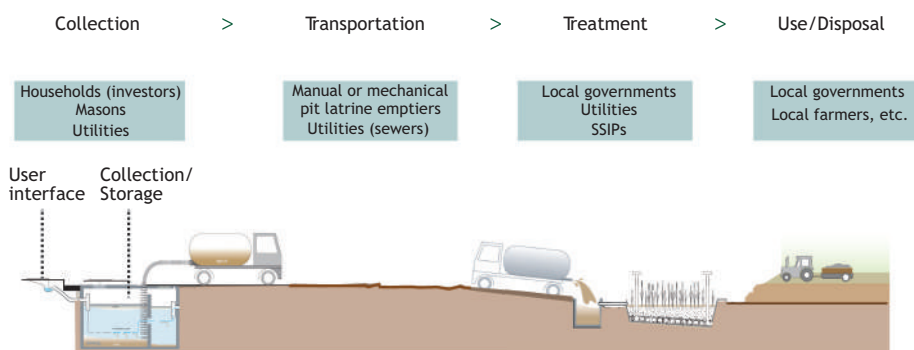 Collection > Transportation > Treatment > Use/Disposal
Households (investors)
Masons
Utilities
Manual or mechanical
pit latrine emptiers
Utilities (sewers)
Local governments
Utilities
SSIPs
Local governments
Local farmers, etc.
User
interface
Collection/
Storage